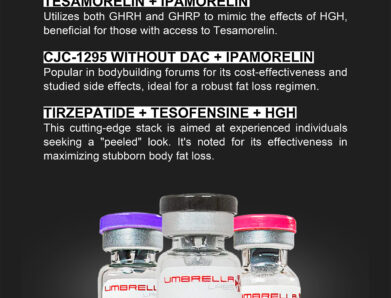 TESAMORELIN + IPAMORELIN
Utilizes both GHRH and GHRP to mimic the effects of HGH,
beneficial for those with access to Tesamorelin.
CJC-1295 WITHOUT DAC + IPAMORELIN
Popular in bodybuilding forums for its cost-effectiveness and
studied side effects, ideal for a robust fat loss regimen.
TIRZEPATIDE + TESOFENSINE + HGH
This cutting-edge stack is aimed at experienced individuals
seeking a "peeled" look. It's noted for its effectiveness in
maximizing stubborn body fat loss.
UMBRELLA
UMBRELLA
UMBRELLA